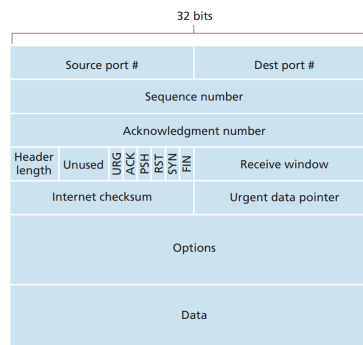 32 bits
Source port # Dest port #
Sequence number
Acknowledgment number
Header length Unused URG ACK PSH RST SYN FIN Receive window
Internet checksum Urgent data pointer
Options
Data